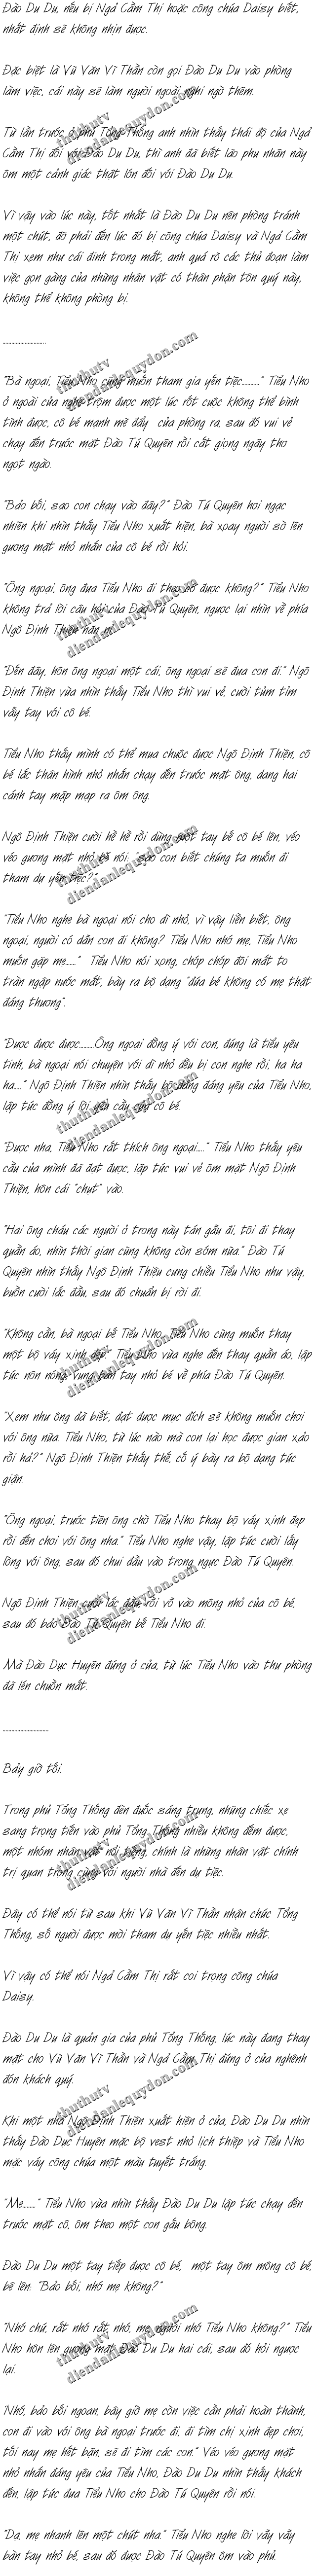 Đào Du Du, nếu bị Ngả Cầm Thị hoặc công chúa Daisy biết,
nhất định sẽ không nhịn được.
Đặc biệt là Vũ Văn Vĩ Thần còn gọi Đào Du Du vào phòng
làm việc, cái này sẽ làm người ngoài nghi ngờ thêm.
Từ lần trước ở phủ Tổng Thống anh nhìn thấy thái độ của Ngả
Cầm Thị đối với Đào Du Du, thì anh đã biết lão phu nhân này
ôm một cảnh giác thật lớn đối với Đào Du Du.
Vì vậy vào lúc này, tốt nhất là Đào Du Du nên phòng tránh
một chút, đỡ phải đến lúc đó bị công chúa Daisy và Ngả Cầm
Thị xem như cái đinh trong mắt, anh quá rõ các thủ đoạn làm
việc gọn gàng của những nhân vật có thân phận tôn quý này,
không thể không phòng bị.
............................
"Bà ngoại, Tiểu Nho cũng muốn tham gia yến tiệc............" Tiểu Nho
ở ngoài cửa nghe trộm được một lúc rốt cuộc không thể bình
tĩnh được, cô bé mạnh mẽ đẩy cửa phòng ra, sau đó vui vẻ
chạy đến trước mặt Đào Tú Quyên rồi cất giọng ngây thơ
ngọt ngào.
"Bảo bối, sao con chạy vào đây?" Đào Tú Quyên hơi ngạc
nhiên khi nhìn thấy Tiểu Nho xuất hiện, bà xoay người sờ lên
gương mặt nhỏ nhắn của cô bé rồi hỏi.
"Ông ngoại, ông đưa Tiểu Nho đi theo có được không?" Tiểu Nho
không trả lời câu hỏi của Đào Tú Quyên, ngược lại nhìn về phía
Ngô Định Thiện năn nỉ.
"Đến đây, hôn ông ngoại một cái, ông ngoại sẽ đưa con đi." Ngô
Định Thiện vừa nhìn thấy Tiểu Nho thì vui vẻ, cười tủm tỉm
vẫy tay với cô bé.
Tiểu Nho thấy mình có thể mua chuộc được Ngô Định Thiện, cô
bé lắc thân hình nhỏ nhắn chạy đến trước mặt ông, dang hai
cánh tay mập mạp ra ôm ông.
Ngô Định Thiện cười hề hề rồi dùng một tay bế cô bé lên, véo
véo gương mặt nhỏ bé nói: "Sao con biết chúng ta muốn đi
tham dự yến tiệc?"
"Tiểu Nho nghe bà ngoại nói cho dì nhỏ, vì vậy liền biết, ông
ngoại, người có dẫn con đi không? Tiểu Nho nhớ mẹ, Tiểu Nho
muốn gặp mẹ......" Tiểu Nho nói xong, chớp chớp đôi mắt to
tràn ngập nước mắt, bày ra bộ dạng "đứa bé không có mẹ thật
đáng thương".
"Được được được..........Ông ngoại đồng ý với con, đúng là tiểu yêu
tinh, bà ngoại nói chuyện với dì nhỏ đều bị con nghe rồi, ha ha
ha...." Ngô Định Thiện nhìn thấy bộ dáng đáng yêu của Tiểu Nho,
lập tức đồng ý lời yêu cầu của cô bé.
"Được nha, Tiểu Nho rất thích ông ngoại...." Tiểu Nho thấy yêu
cầu của mình đã đạt được, lập tức vui vẻ ôm mặt Ngô Định
Thiện, hôn cái "chụt" vào.
"Hai ông cháu các người ở trong này tán gẫu đi, tôi đi thay
quần áo, nhìn thời gian cũng không còn sớm nữa." Đào Tú
Quyên nhìn thấy Ngô Định Thiệu cưng chiều Tiểu Nho như vậy,
buồn cười lắc đầu, sau đó chuẩn bị rời đi.
"Không cần, bà ngoại bế Tiểu Nho, Tiểu Nho cũng muốn thay
một bộ váy xinh đẹp." Tiểu Nho vừa nghe đến thay quần áo, lập
tức nôn nóng, vung bàn tay nhỏ bé về phía Đào Tú Quyên.
"Xem như ông đã biết, đạt được mục đích sẽ không muốn chơi
với ông nữa. Tiểu Nho, từ lúc nào mà con lại học được gian xảo
rồi hả?" Ngô Định Thiện thấy thế, cố ý bày ra bộ dạng tức
giận.
"Ông ngoại, trước tiên ông chờ Tiểu Nho thay bộ váy xinh đẹp
rồi đến chơi với ông nha." Tiểu Nho nghe vậy, lập tức cười lấy
lòng với ông, sau đó chui đầu vào trong ngực Đào Tú Quyên.
Ngô Định Thiện cười lắc đầu rồi vỗ vào mông nhỏ của cô bé,
sau đó bảo Đào Tú Quyên bế Tiểu Nho đi.
Mà Đào Dục Huyên đứng ở cửa, từ lúc Tiểu Nho vào thư phòng
đã lén chuồn mất.
..............................
Bảy giờ tối.
Trong phủ Tổng Thống đèn đuốc sáng trưng, những chiếc xe
sang trọng tiến vào phủ Tổng Thống nhiều không đếm được,
một nhóm nhân vật nổi tiếng, chính là những nhân vật chính
trị quan trọng cùng với người nhà đến dự tiệc.
Đây có thể nói từ sau khi Vũ Văn Vĩ Thần nhận chức Tổng
Thống, số người được mời tham dự yến tiệc nhiều nhất.
Vì vậy có thể nói Ngả Cầm Thị rất coi trọng công chúa
Daisy.
Đào Du Du là quản gia của phủ Tổng Thống, lúc này đang thay
mặt cho Vũ Văn Vĩ Thần và Ngả Cầm Thị đứng ở cửa nghênh
đón khách quý.
Khi một nhà Ngô Định Thiện xuất hiện ở cửa, Đào Du Du nhìn
thấy Đào Dục Huyên mặc bộ vest nhỏ lịch thiệp và Tiểu Nho
mặc váy công chúa một màu tuyết trắng.
"Mẹ........" Tiểu Nho vừa nhìn thấy Đào Du Du lập tức chạy đến
trước mặt cô, ôm theo một con gấu bông.
Đào Du Du một tay tiếp được cô bé, một tay ôm mông cô bé,
bế lên: "Bảo bối, nhớ mẹ không?"
"Nhớ chứ, rất nhớ rất nhớ, mẹ, người nhớ Tiểu Nho không?" Tiểu
Nho hôn lên gương mặt Đào Du Du hai cái, sau đó hỏi ngược
lại.
'Nhớ, bảo bối ngoan, bây giờ mẹ còn việc cần phải hoàn thành,
con đi vào với ông bà ngoại trước đi, đi tìm chị xinh đẹp chơi,
tối nay mẹ hết bận, sẽ đi tìm các con." Véo véo gương mặt
nhỏ nhắn đáng yêu của Tiểu Nho, Đào Du Du nhìn thấy khách
đến, lập tức đưa Tiểu Nho cho Đào Tú Quyên rồi nói.
"Dạ, mẹ nhanh lên một chút nha." Tiểu Nho nghe lời vẫy vẫy
bàn tay nhỏ bé, sau đó được Đào Tú Quyên ôm vào phủ.